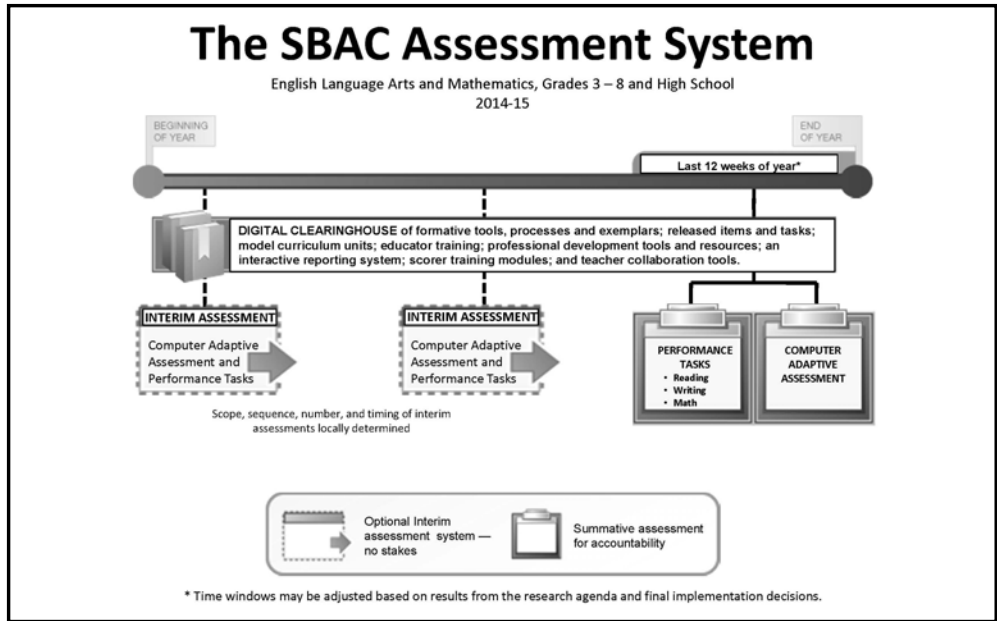 The SBAC Assessment System
English Language Arts and Mathematics, Grades 3 – 8 and High School
2014-15
BEGINNING
OF YEAR
END
OF YEAR
Last 12 weeks of year*
DIGITAL CLEARINGHOUSE of formative tools, processes and exemplars; released items and tasks;
model curriculum units; educator training; professional development tools and resources; an
interactive reporting system; scorer training modules; and teacher collaboration tools.
INTERIM ASSESSMENT
Computer Adaptive
Assessment and
Performance Tasks
INTERIM ASSESSMENT
Computer Adaptive
Assessment and
Performance Tasks
PERFORMANCE
TASKS
• Reading
• Writing
• Math
COMPUTER
ADAPTIVE
ASSESSMENT
Scope, sequence, number, and timing of interim
assessments locally determined
Optional Interim
assessment system —
no stakes
Summative assessment
for accountability
* Time windows may be adjusted based on results from the research agenda and final implementation decisions.